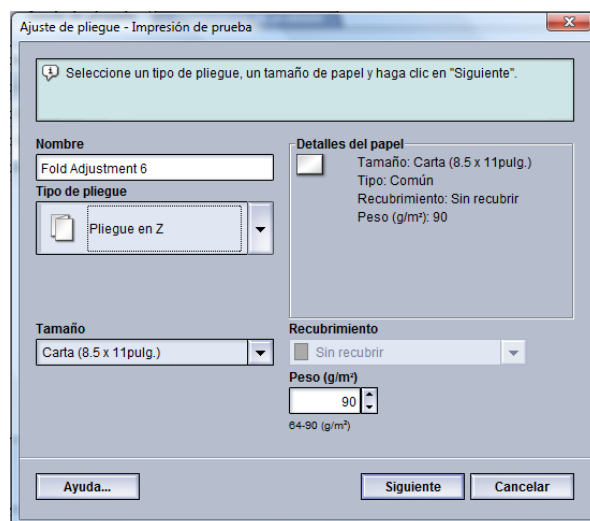 Ajuste de pliegue - Impresión de prueba
Seleccione un tipo de pliegue, un tamaño de papel y haga clic en "Siguiente".
Nombre
Fold Adjustment 6
Tipo de pliegue
Pliegue en Z
Detalles del papel
Tamaño: Carta (8.5 x 11pulg.)
Tipo: Común
Recubrimiento: Sin recubrir
Peso (g/m²): 90
Tamaño
Carta (8.5 x 11pulg.)
Recubrimiento
Sin recubrir
Peso (g/m²)
90
64-90 (g/m²)
Ayuda...
Siguiente
Cancelar